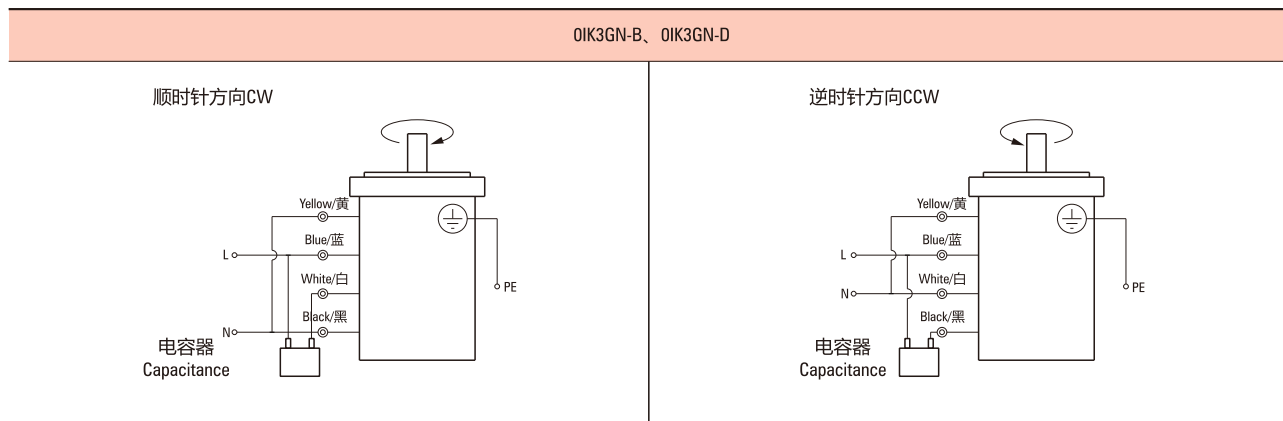 0IK3GN-B、0IK3GN-D
顺时针方向CW
Yellow/黄
Blue/蓝
L
White/白
PE
Black/黑
N
电容器
Capacitance
逆时针方向CCW
Yellow/黄
Blue/蓝
L
White/白
N
PE
Black/黑
电容器
Capacitance